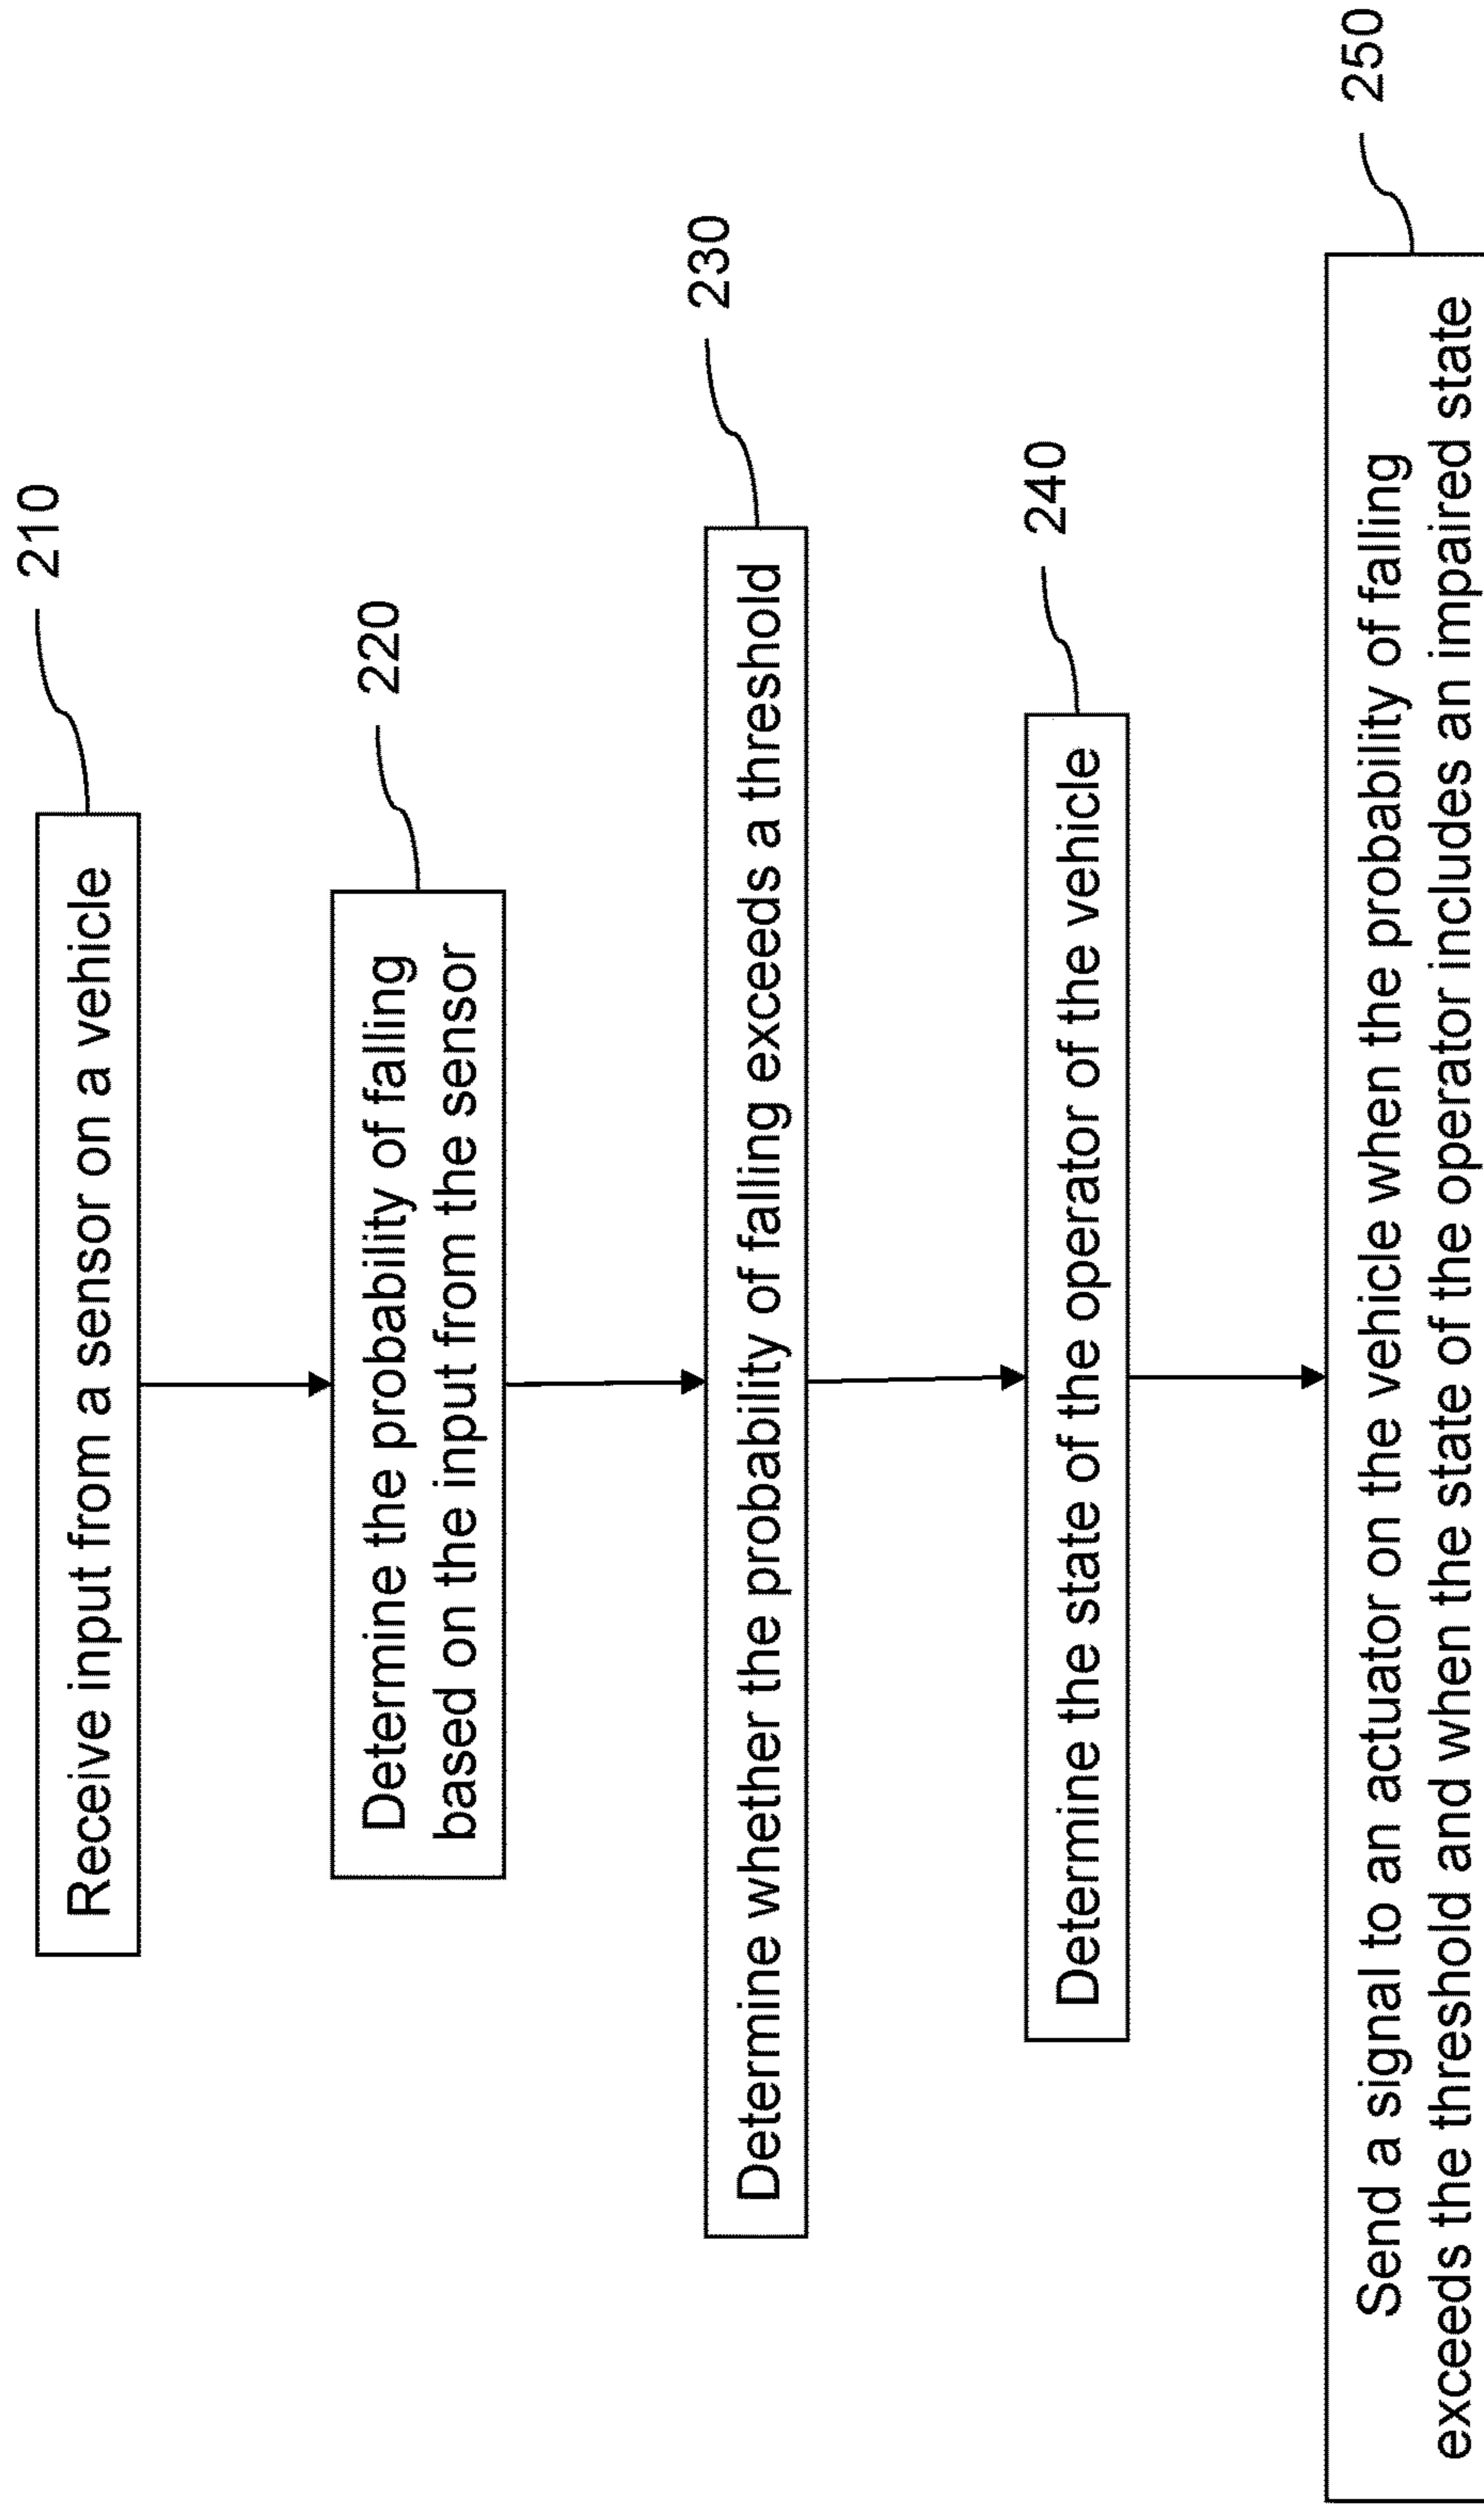 210
Receive input from a sensor on a vehicle
220
Determine the probability of falling
based on the input from the sensor
230
Determine whether the probability of falling exceeds a threshold
240
Determine the state of the operator of the vehicle
250
Send a signal to an actuator on the vehicle when the probability of falling
exceeds the threshold and when the state of the operator includes an impaired state